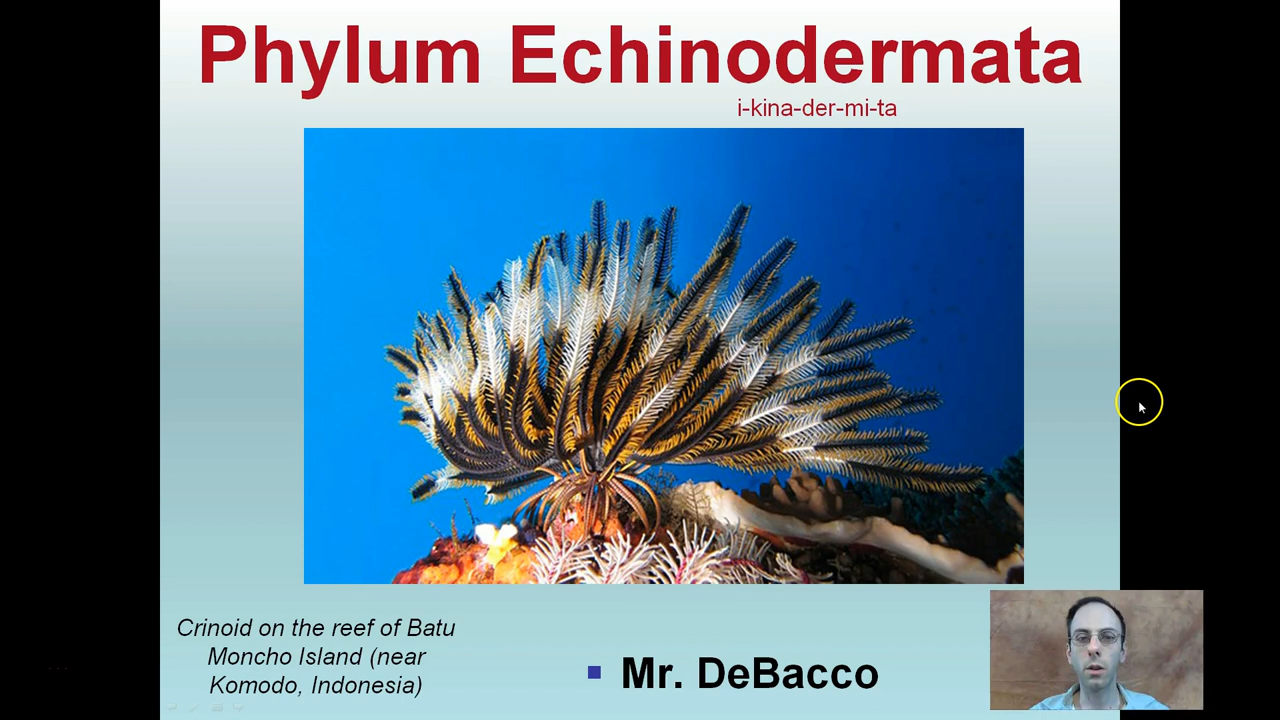 Phylum Echinodermata
i-kina-der-mi-ta
Crinoid on the reef of Batu
Moncho Island (near
Komodo, Indonesia)
Mr. DeBacco